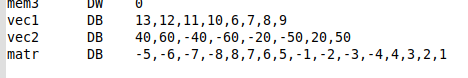 mem3 DW 0
vec1 DB 13,12,11,10,6,7,8,9
vec2 DB 40,60,-40,-60,-20,-50,20,50
matr DB -5,-6,-7,-8,8,7,6,5,-1,-2,-3,-4,4,3,2,1